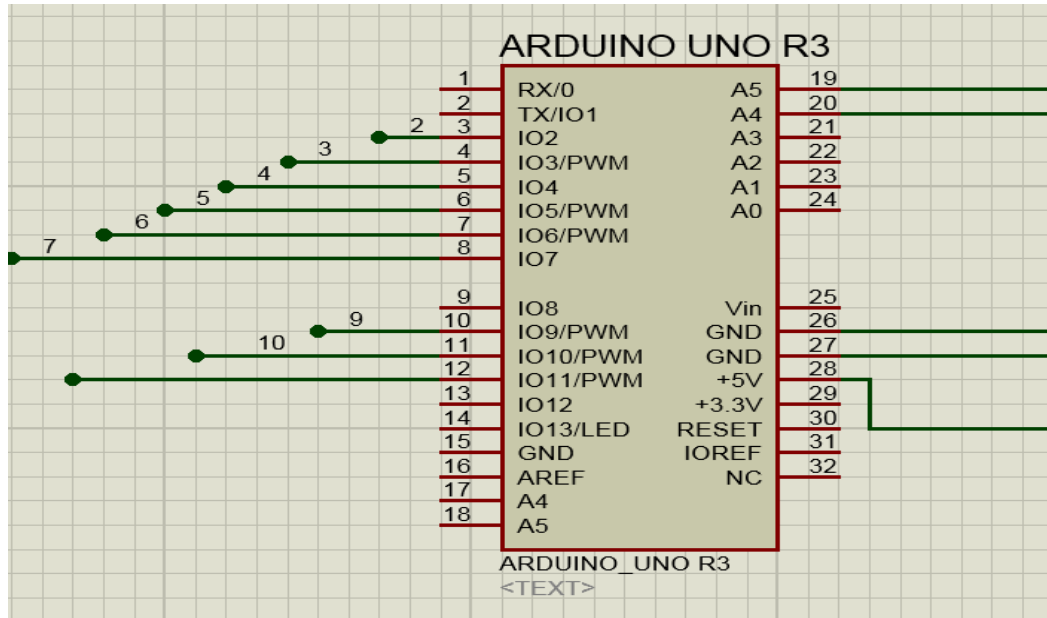 ARDUINO UNO R3
1 RX/0 A5 19
2 TX/IO1 A4 20
2 3 IO2 A3 21
3 4 IO3/PWM A2 22
4 5 IO4 A1 23
5 6 IO5/PWM A0 24
6 7 IO6/PWM
7 8 IO7
9 IO8 Vin 25
9 10 IO9/PWM GND 26
10 11 IO10/PWM GND 27
12 IO11/PWM +5V 28
13 IO12 +3.3V 29
14 IO13/LED RESET 30
15 GND IOREF 31
16 AREF NC 32
17 A4
18 A5
ARDUINO_UNO R3
<TEXT>